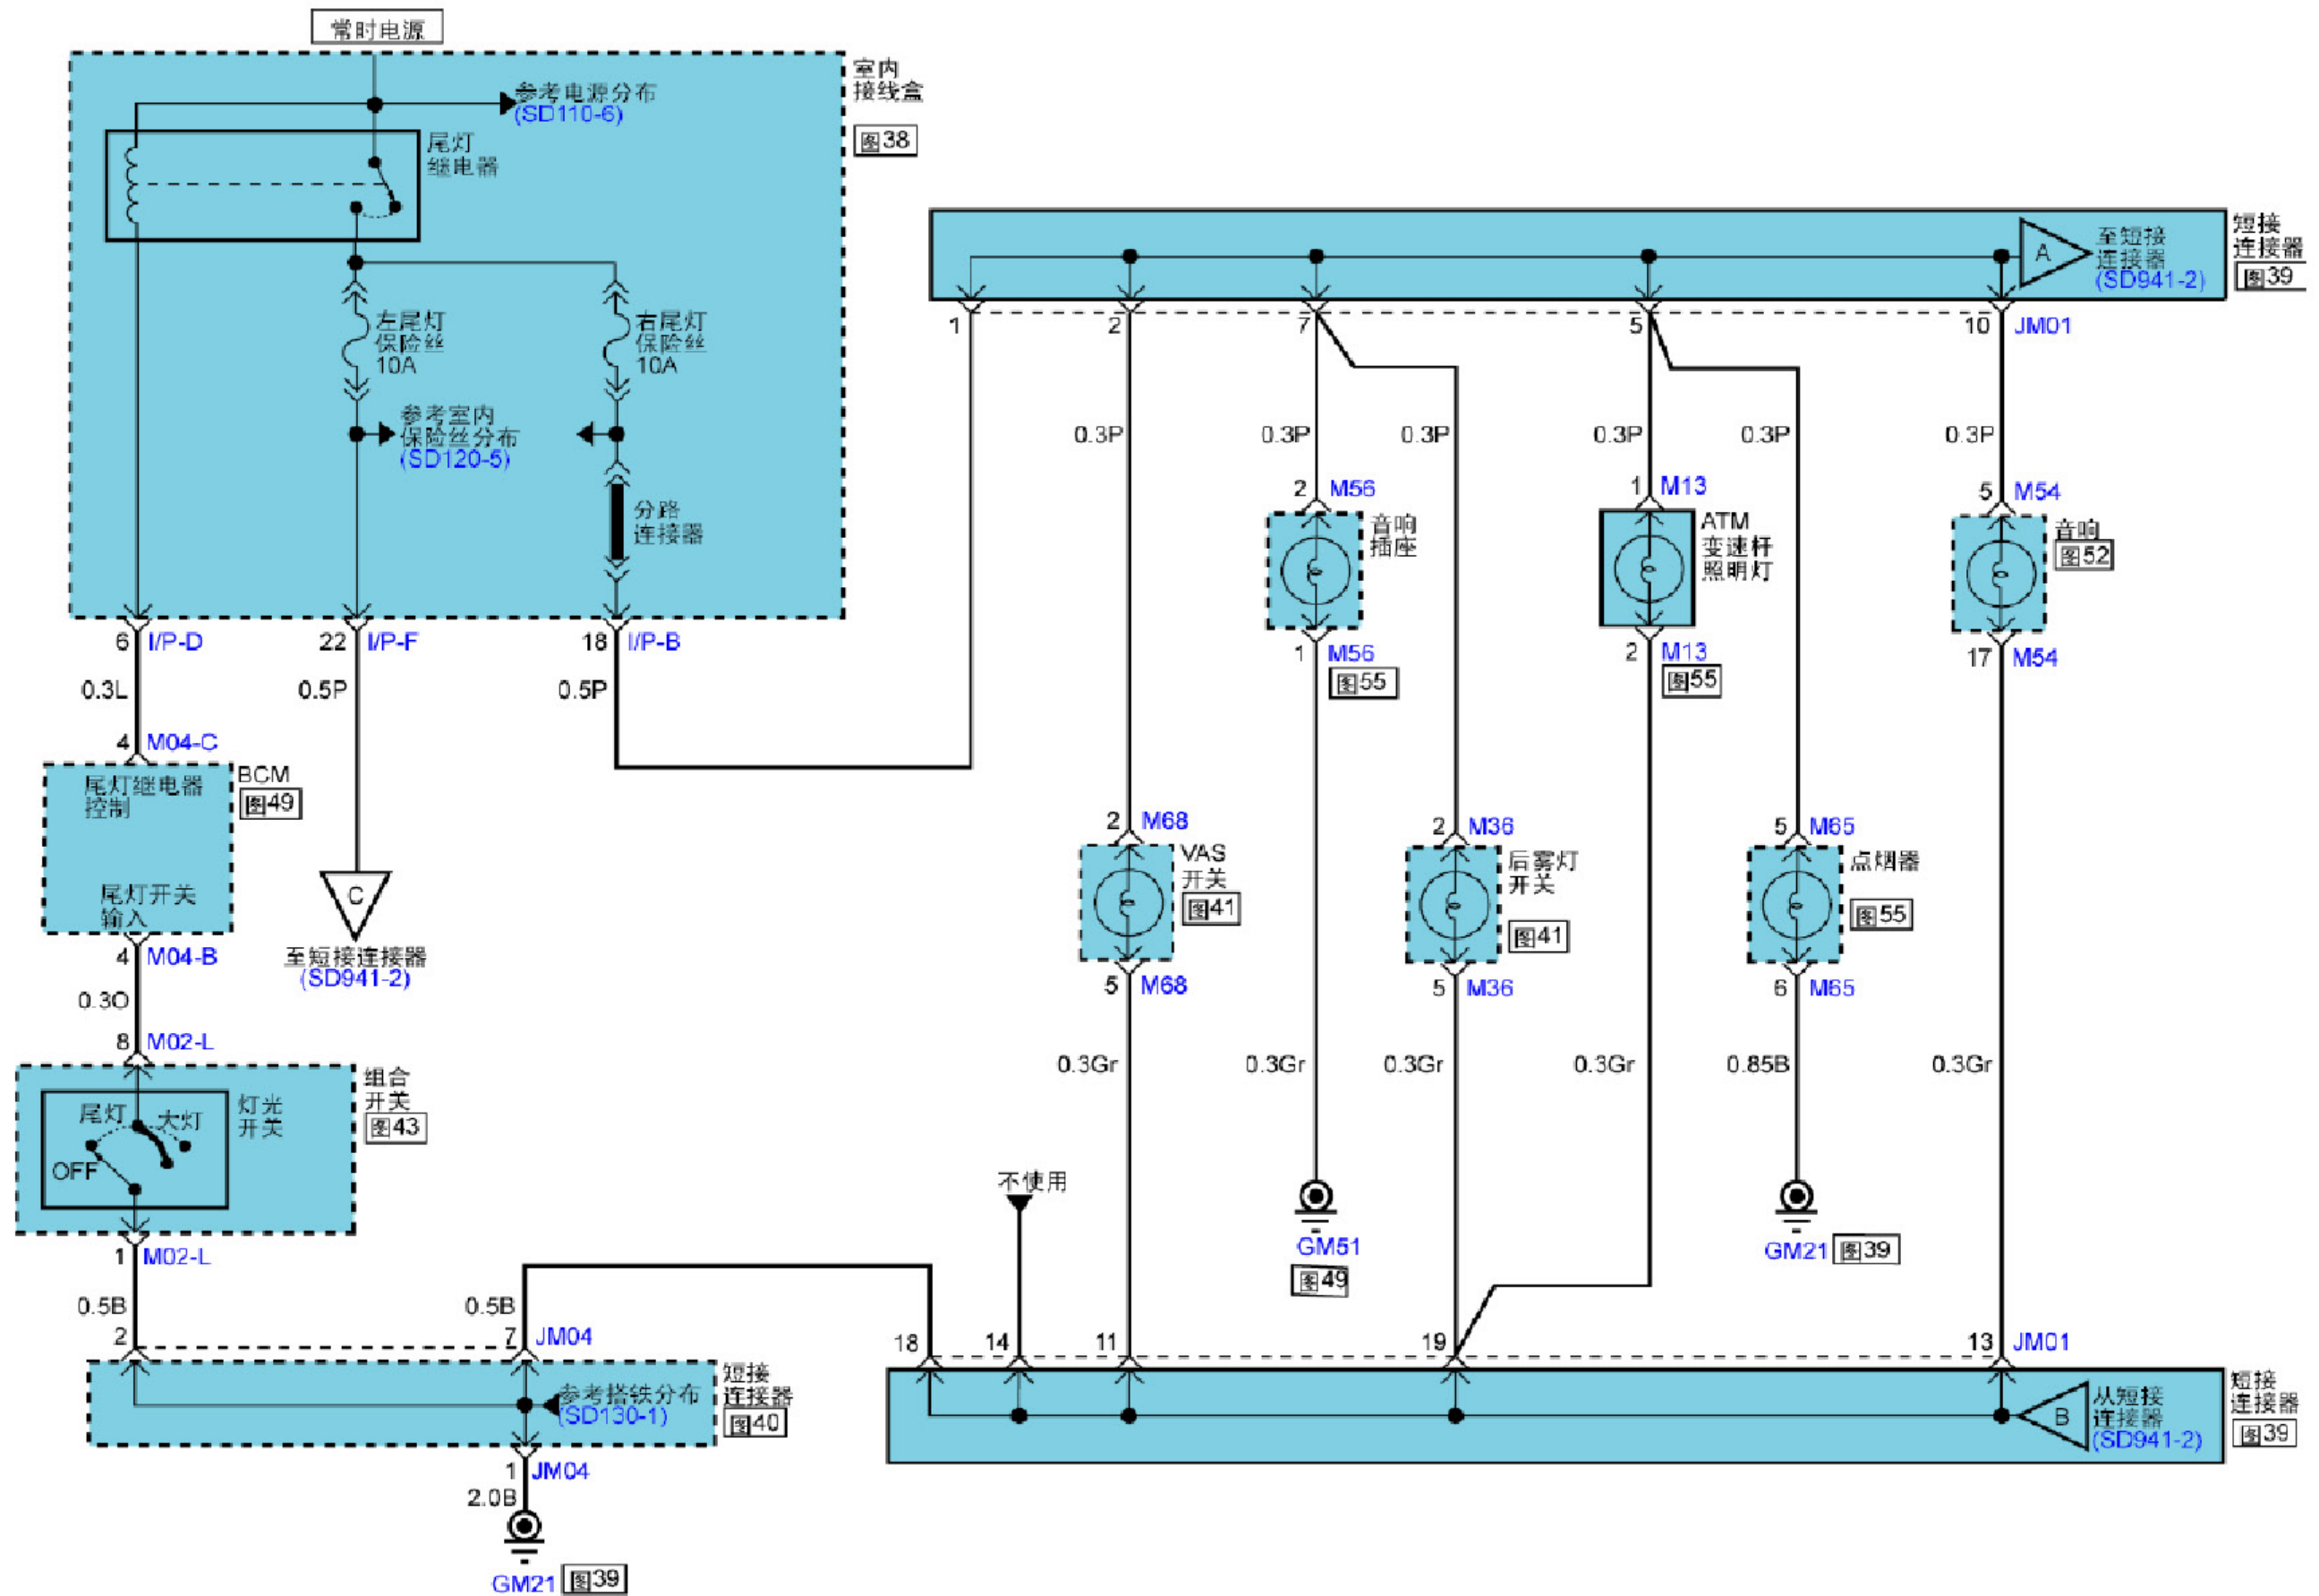 常时电源
参考电源分布
(SD110-6)
室内
接线盒
图38
尾灯
继电器
左尾灯
保险丝
10A
右尾灯
保险丝
10A
参考室内
保险丝分布
(SD120-5)
分路
连接器
6 I/P-D
22 I/P-F
18 I/P-B
0.3L
0.5P
0.5P
4 M04-C
尾灯继电器
控制
BCM
图49
尾灯开关
输入
4 M04-B
C
至短接连接器
(SD941-2)
0.3O
8 M02-L
组合
开关
图43
尾灯
大灯
OFF
灯光
开关
1 M02-L
0.5B
0.5B
2
7 JM04
参考搭铁分布
(SD130-1)
短接
连接器
图40
1 JM04
2.0B
GM21 图39
A
至短接
连接器
(SD941-2)
短接
连接器
图39
1
2
7
5
10 JM01
0.3P
0.3P
0.3P
0.3P
0.3P
0.3P
2 M56
音响
插座
1 M56
图55
1 M13
ATM
变速杆
照明灯
2 M13
图55
5 M54
音响
图52
17 M54
2 M68
VAS
开关
图41
5 M68
2 M36
后雾灯
开关
图41
5 M36
5 M65
点烟器
图55
6 M65
0.3Gr
0.3Gr
0.3Gr
0.3Gr
0.85B
0.3Gr
不使用
GM51
图49
GM21 图39
18
14
11
19
13 JM01
B
从短接
连接器
(SD941-2)
短接
连接器
图39